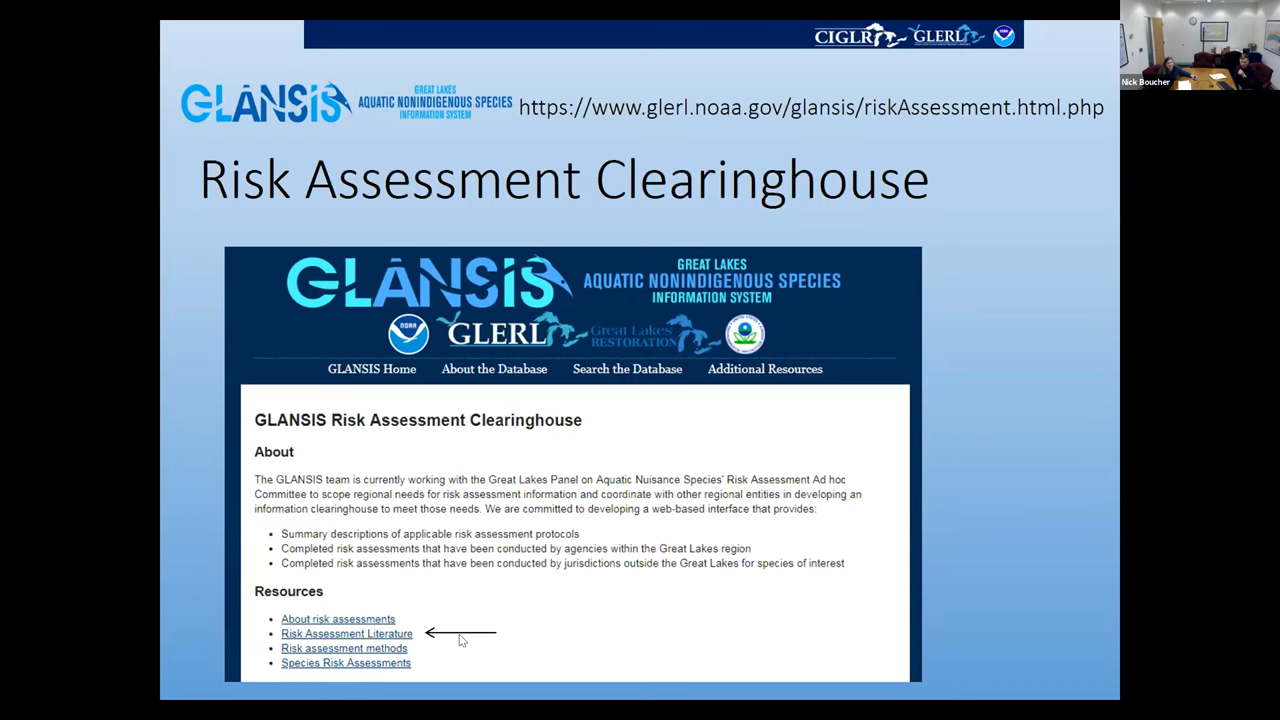 CIGLR GLERL
Nick Boucher
GLANSIS GREAT LAKES AQUATIC NONINDIGENOUS SPECIES INFORMATION SYSTEM https://www.glerl.noaa.gov/glansis/riskAssessment.html.php
Risk Assessment Clearinghouse
GLANSIS GREAT LAKES
AQUATIC NONINDIGENOUS SPECIES
INFORMATION SYSTEM
NOAA GLERL Great Lakes RESTORATION
GLANSIS Home About the Database Search the Database Additional Resources
GLANSIS Risk Assessment Clearinghouse
About
The GLANSIS team is currently working with the Great Lakes Panel on Aquatic Nuisance Species' Risk Assessment Ad hoc
Committee to scope regional needs for risk assessment information and coordinate with other regional entities in developing an
information clearinghouse to meet those needs. We are committed to developing a web-based interface that provides:
• Summary descriptions of applicable risk assessment protocols
• Completed risk assessments that have been conducted by agencies within the Great Lakes region
• Completed risk assessments that have been conducted by jurisdictions outside the Great Lakes for species of interest
Resources
• About risk assessments
• Risk Assessment Literature
• Risk assessment methods
• Species Risk Assessments